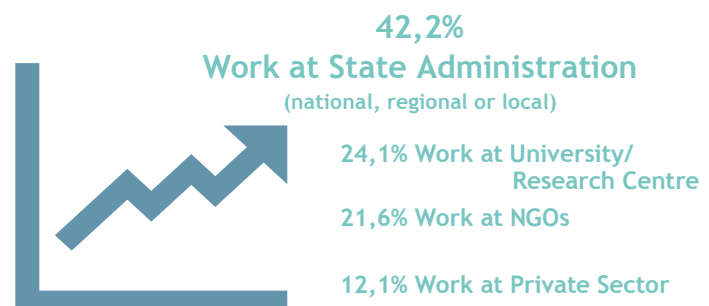 42,2%
Work at State Administration
(national, regional or local)
24,1% Work at University/
Research Centre
21,6% Work at NGOs
12,1% Work at Private Sector